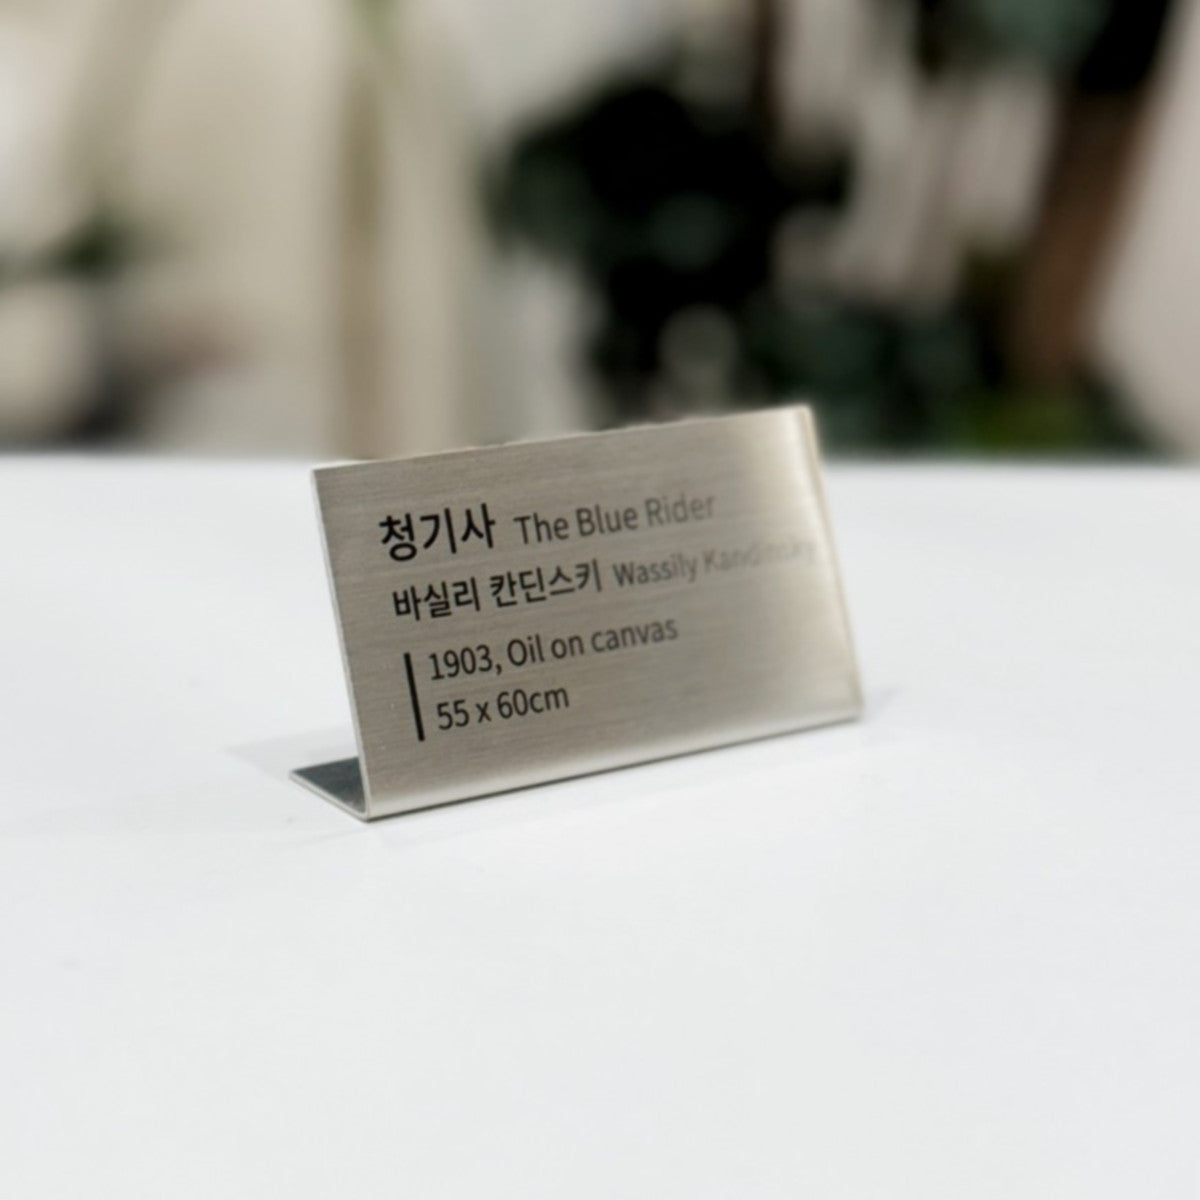 청기사 The Blue Rider
바실리 칸딘스키 Wassily Kandinsky
1903, Oil on canvas
55 x 60cm